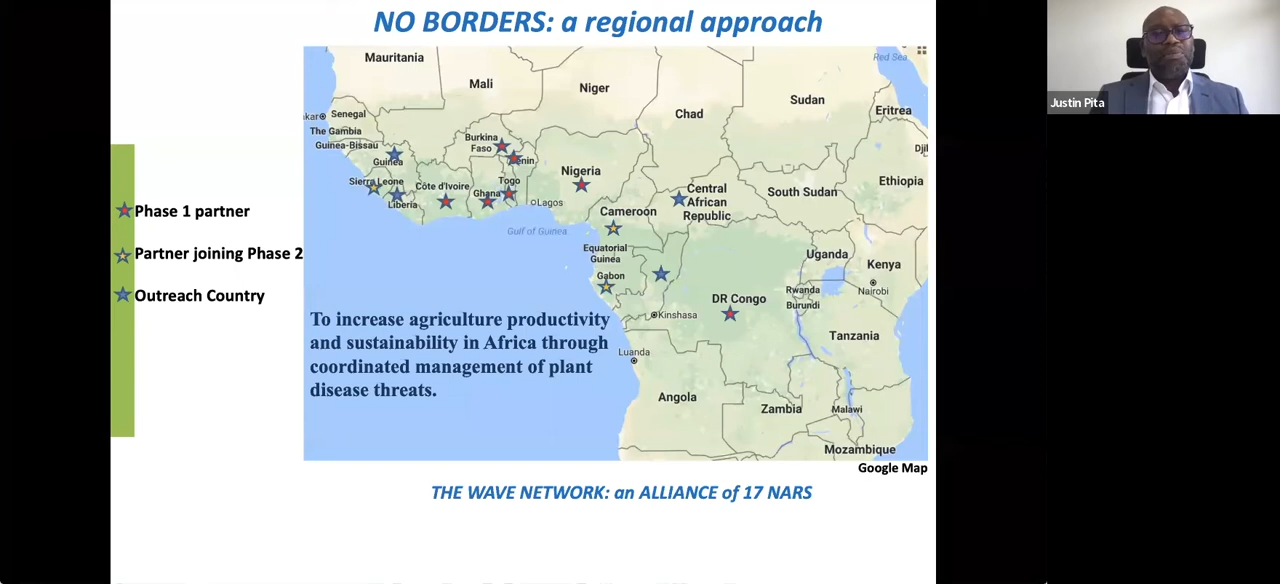 NO BORDERS: a regional approach
Mauritania
Mali
Niger
Chad
Sudan
Red Sea
Eritrea
kar
Senegal
The Gambia
Guinea-Bissau
Guinea
Sierra Leone
Liberia
Côte d'Ivoire
Burkina
Faso
enin
Togo
Ghana
Nigeria
Lagos
Gulf of Guinea
Cameroon
Central
African
Republic
South Sudan
Ethiopia
Dji
Equatorial
Guinea
Gabon
DR Congo
Kinshasa
Uganda
Kenya
Nairobi
Rwanda
Burundi
Tanzania
Luanda
Angola
Zambia
Malawi
Mozambique
Phase 1 partner
Partner joining Phase 2
Outreach Country
To increase agriculture productivity
and sustainability in Africa through
coordinated management of plant
disease threats.
Google Map
THE WAVE NETWORK: an ALLIANCE of 17 NARS
Justin Pita